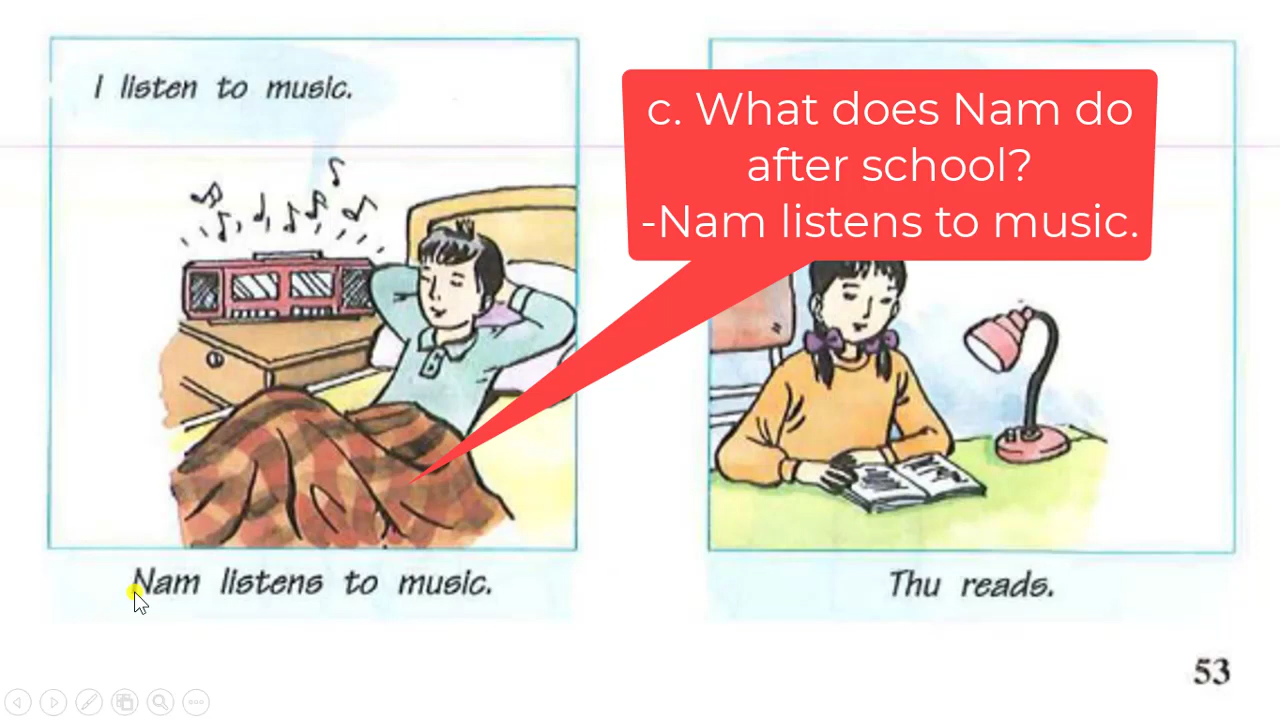 I listen to music.
c. What does Nam do
after school?
-Nam listens to music.
Nam listens to music.
Thu reads.
53